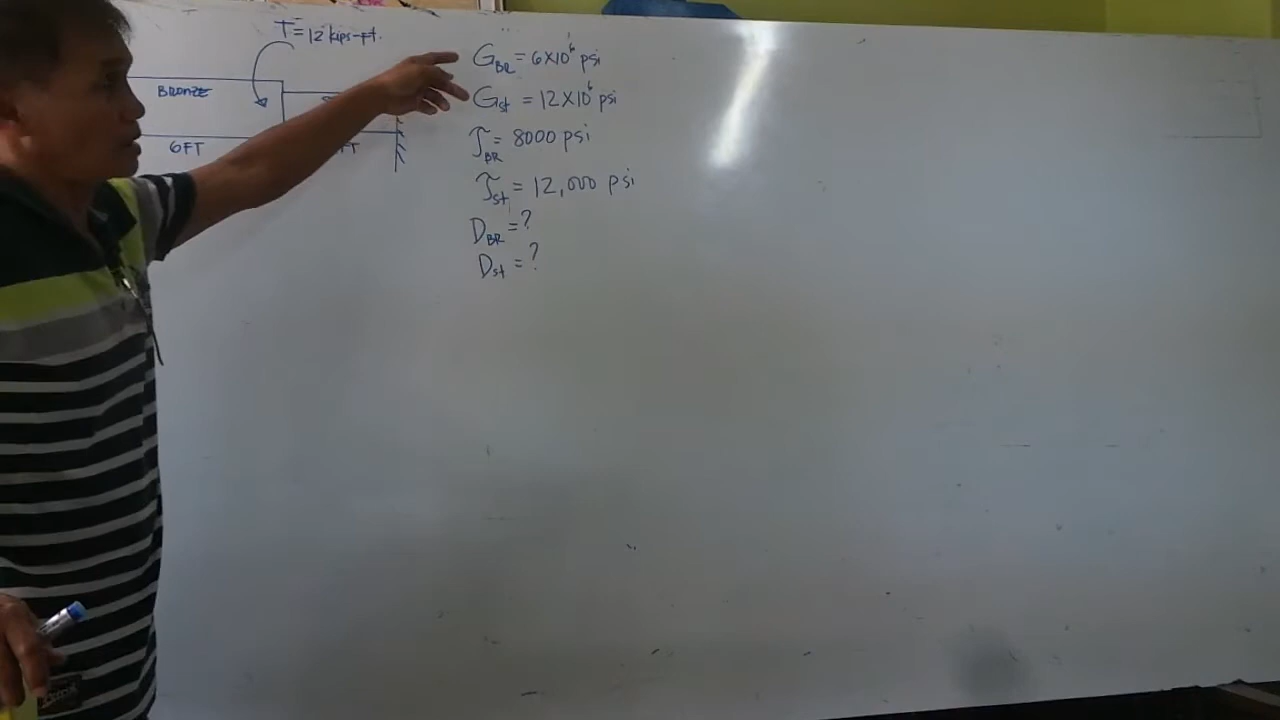 T = 12 kips-ft.
BRONZE
6FT
FT
G_BR = 6X10^6 psi
G_st = 12X10^6 psi
τ_BR = 8000 psi
τ_st = 12,000 psi
D_BR = ?
D_st = ?